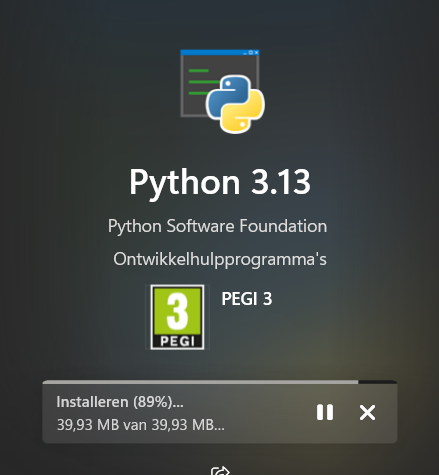 Python 3.13
Python Software Foundation
Ontwikkelhulpprogramma's
3
PEGI
PEGI 3
Installeren (89%)...
39,93 MB van 39,93 MB...